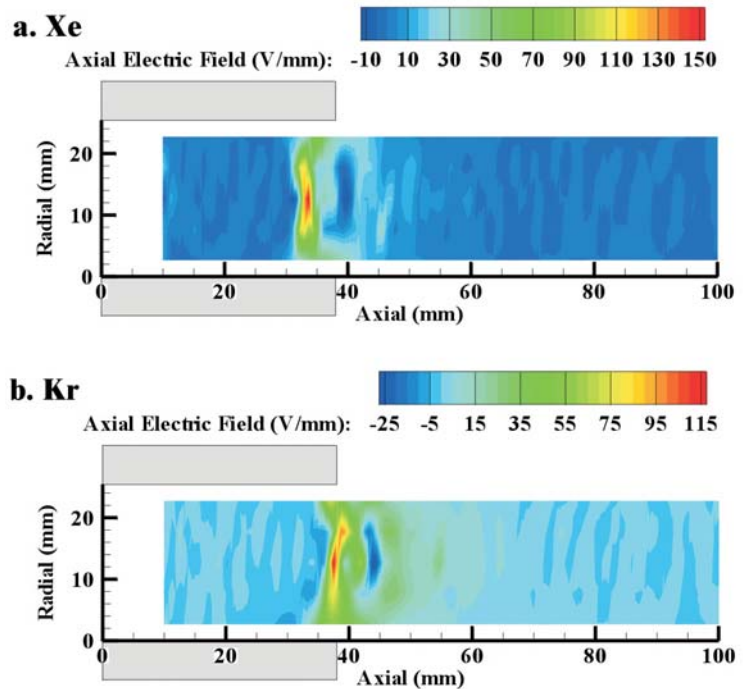 a. Xe
Axial Electric Field (V/mm): -10 10 30 50 70 90 110 130 150
Radial (mm)
20
10
0
0 20 40 60 80 100
Axial (mm)
b. Kr
Axial Electric Field (V/mm): -25 -5 15 35 55 75 95 115
Radial (mm)
20
10
0
0 20 40 60 80 100
Axial (mm)